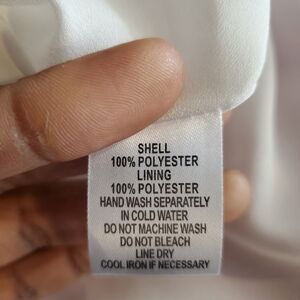 SHELL
100% POLYESTER
LINING
100% POLYESTER
HAND WASH SEPARATELY
IN COLD WATER
DO NOT MACHINE WASH
DO NOT BLEACH
LINE DRY
COOL IRON IF NECESSARY